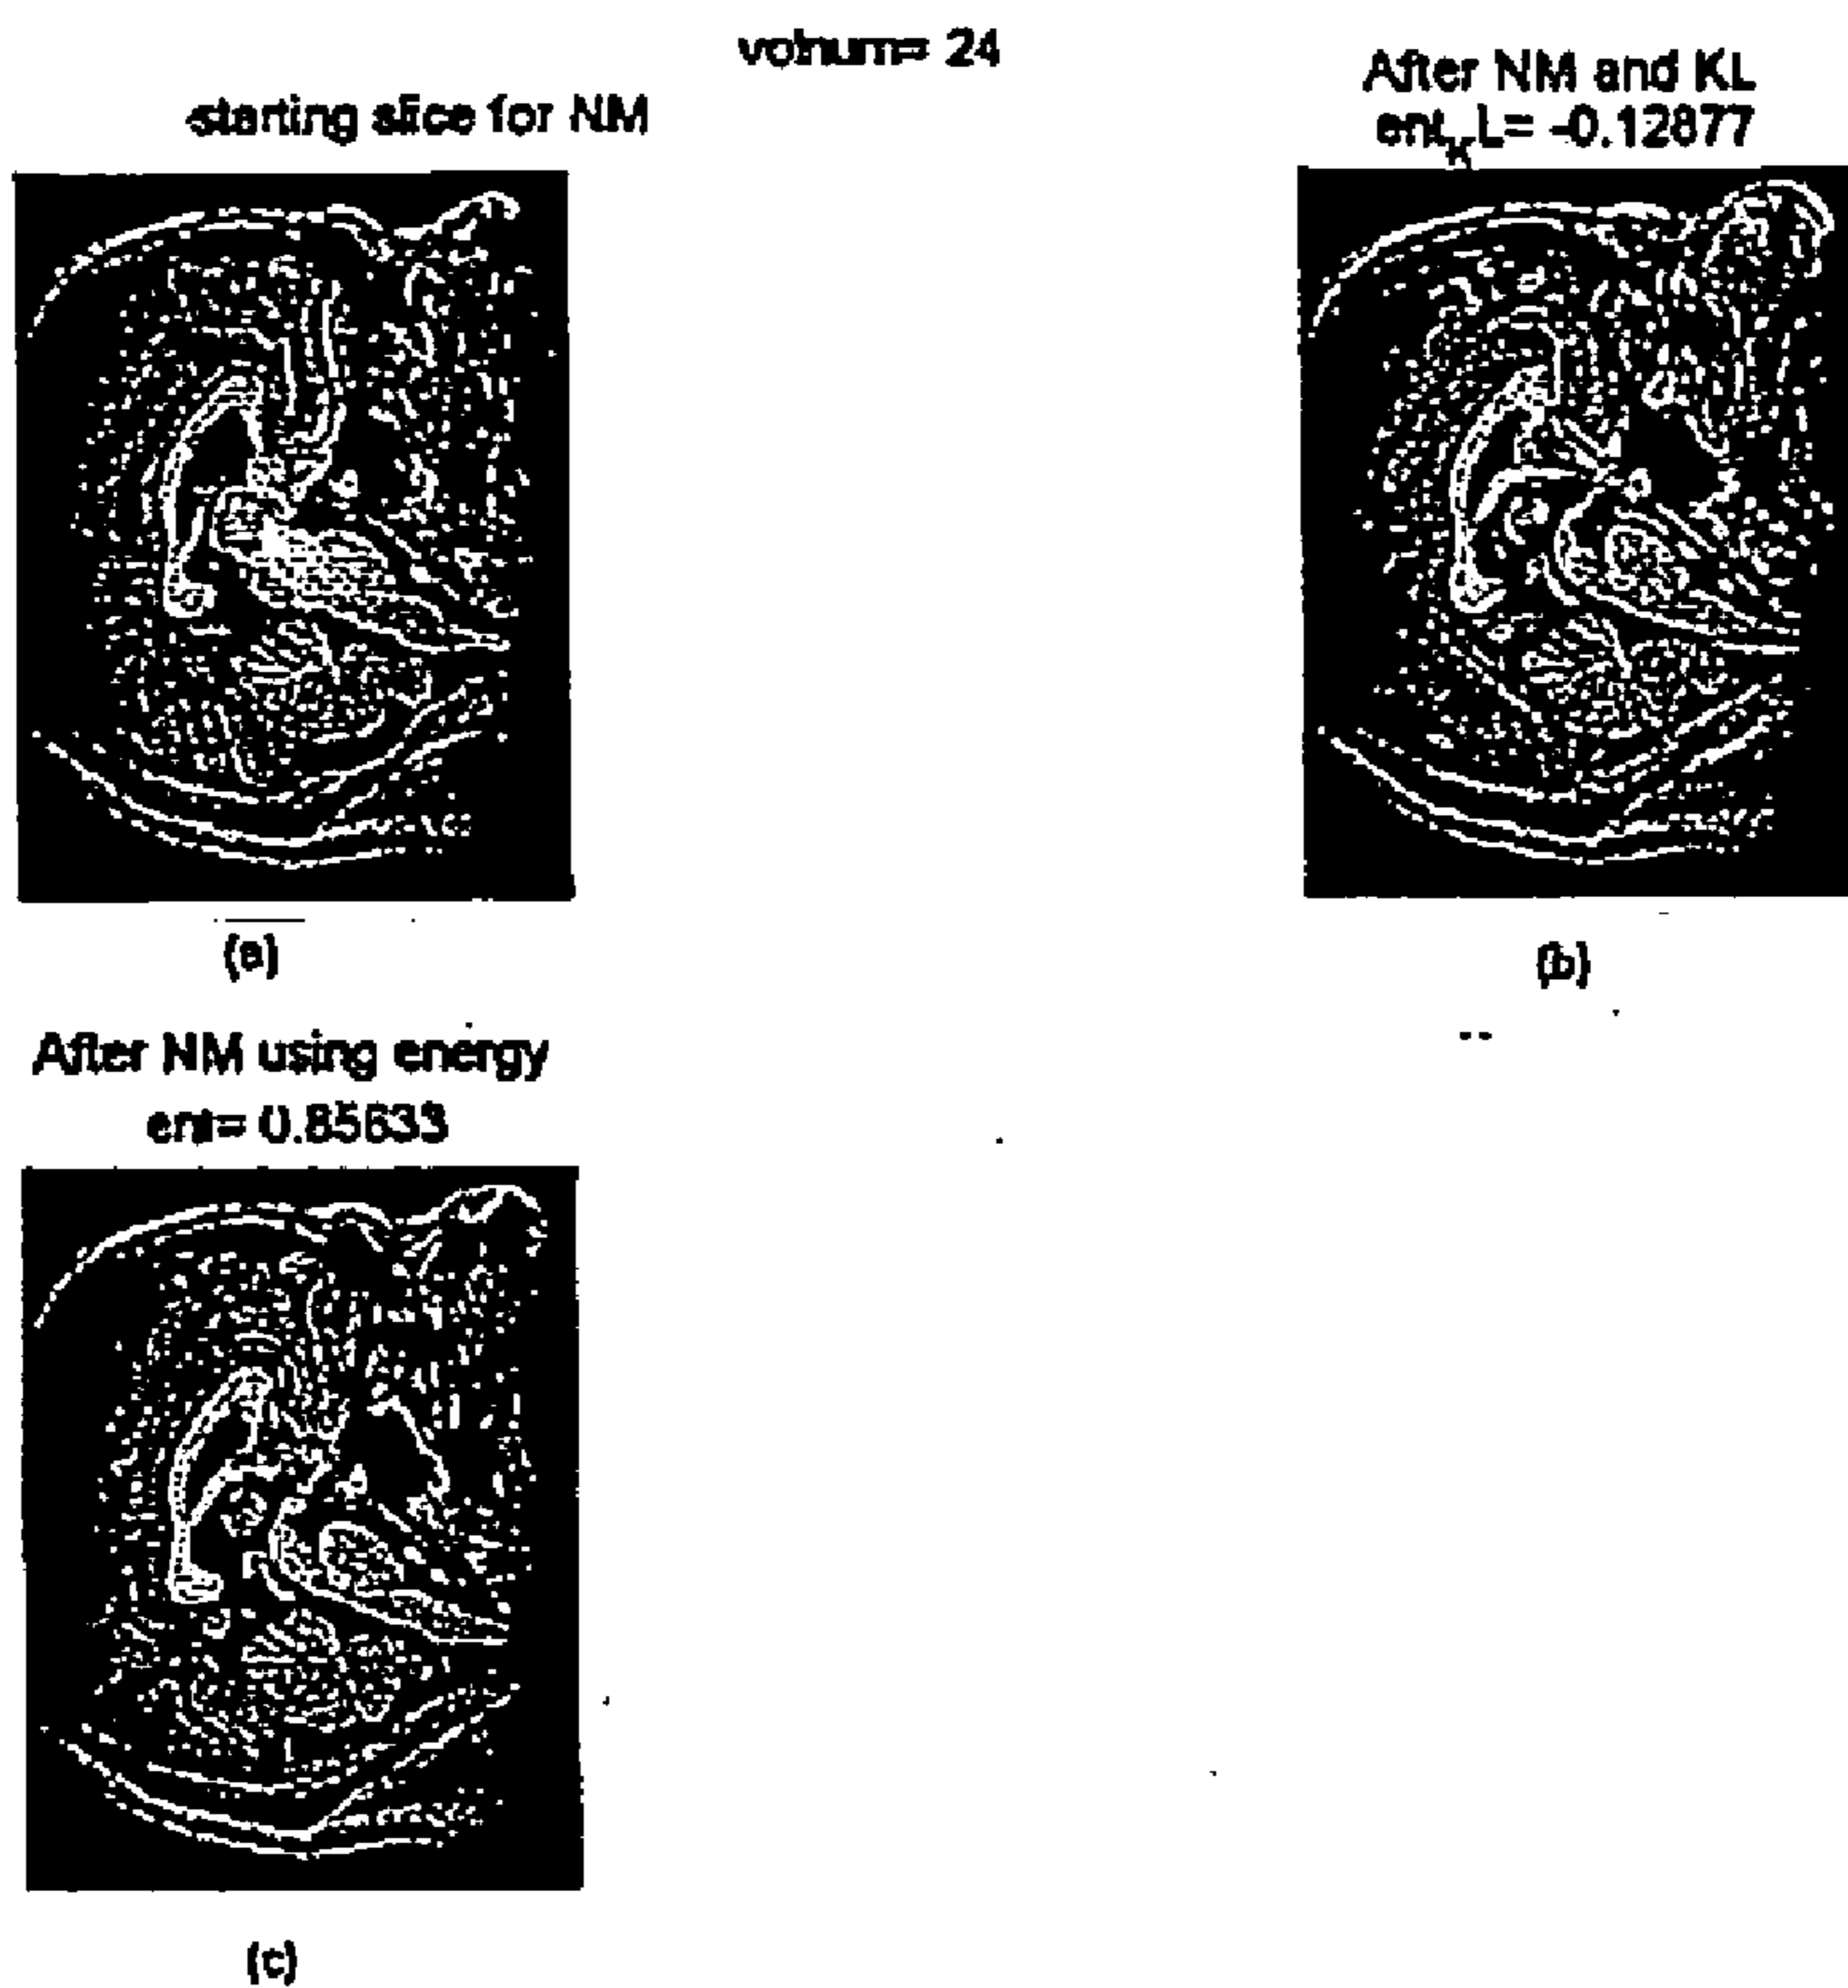 volum= 24
starting slice for NM
After NM and KL
ent_KL= -0.12877
(a)
(b)
After NM using energy
ent= 0.85633
(c)